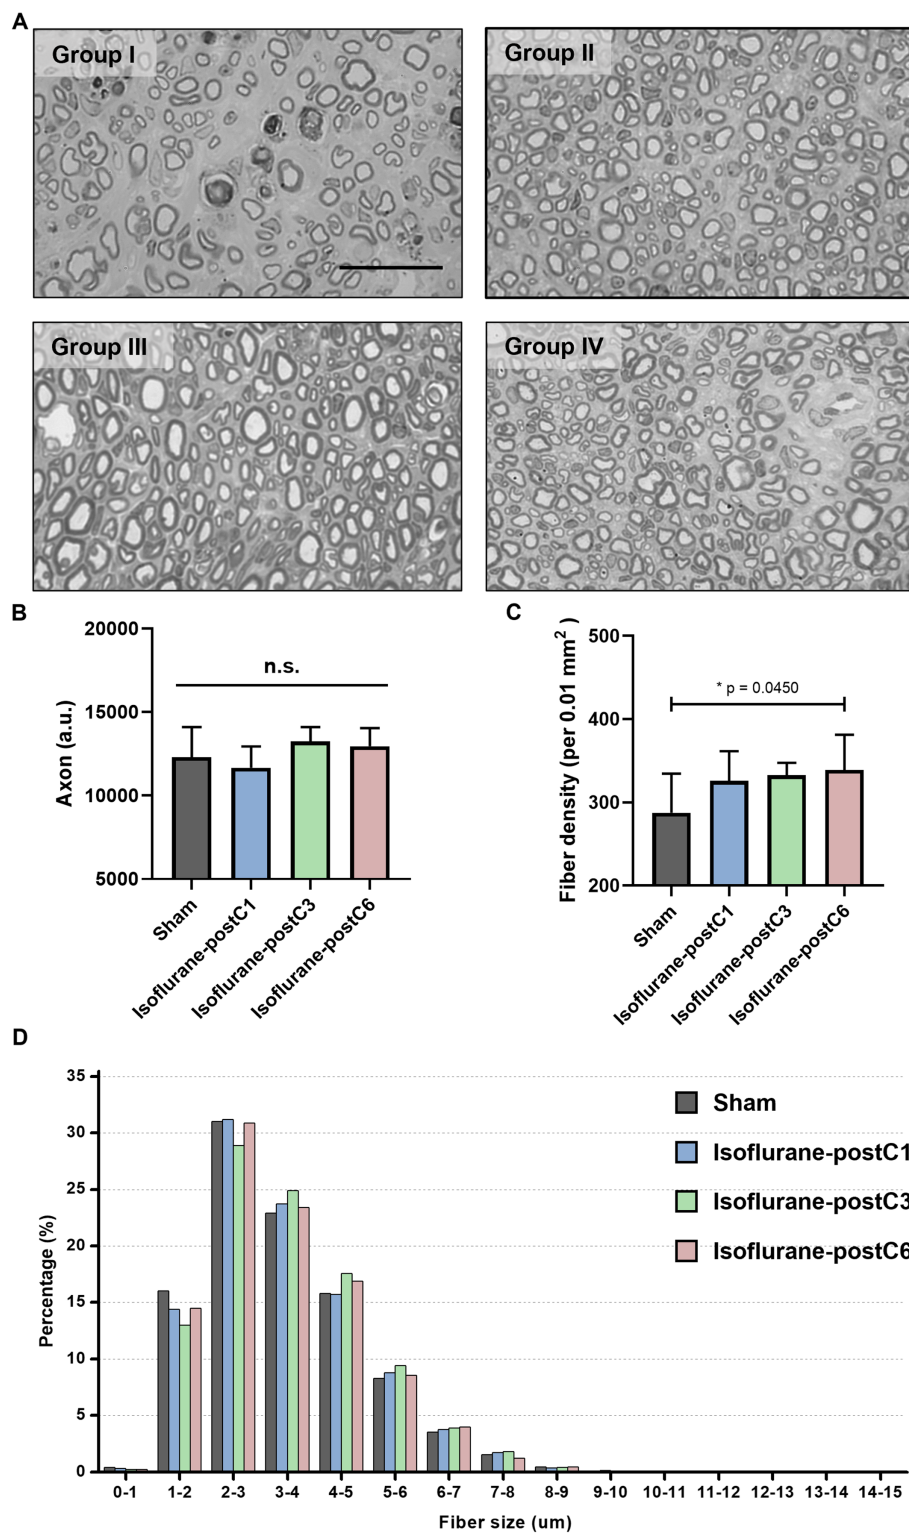 A
Group I
Group II
Group III
Group IV
B
20000
15000
10000
5000
Axon (a.u.)
n.s.
Sham
Isoflurane-postC1
Isoflurane-postC3
Isoflurane-postC6
C
500
400
300
200
Fiber density (per 0.01 mm²)
* p = 0.0450
Sham
Isoflurane-postC1
Isoflurane-postC3
Isoflurane-postC6
D
35
30
25
20
15
10
5
0
Percentage (%)
Sham
Isoflurane-postC1
Isoflurane-postC3
Isoflurane-postC6
0-1 1-2 2-3 3-4 4-5 5-6 6-7 7-8 8-9 9-10 10-11 11-12 12-13 13-14 14-15
Fiber size (um)